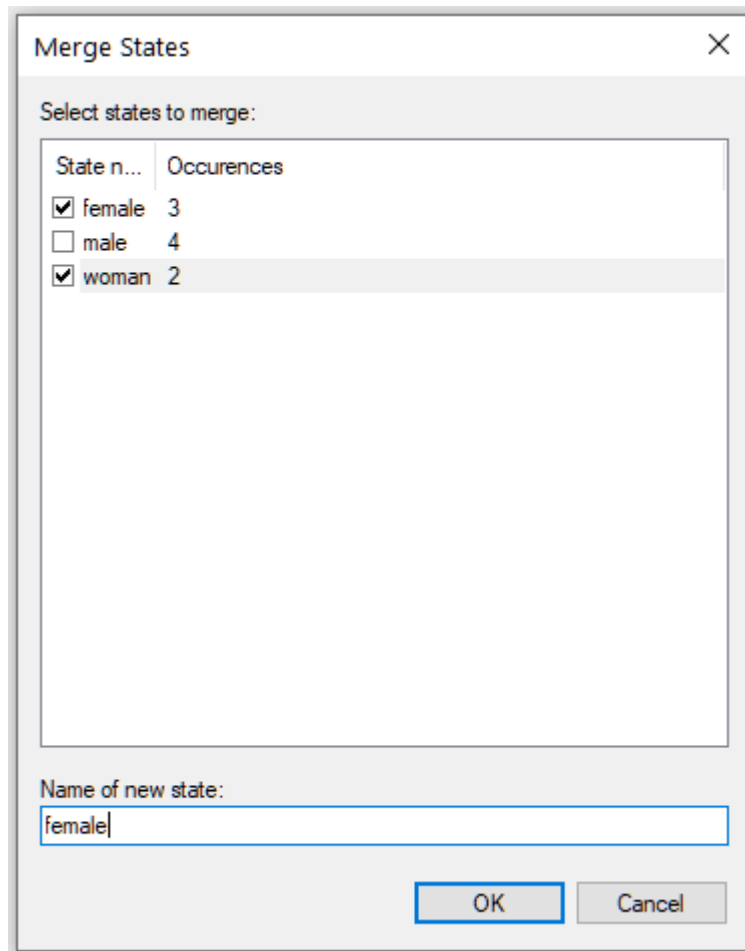 Merge States
Select states to merge:
State n... Occurences
female 3
male 4
woman 2
Name of new state:
female
OK Cancel